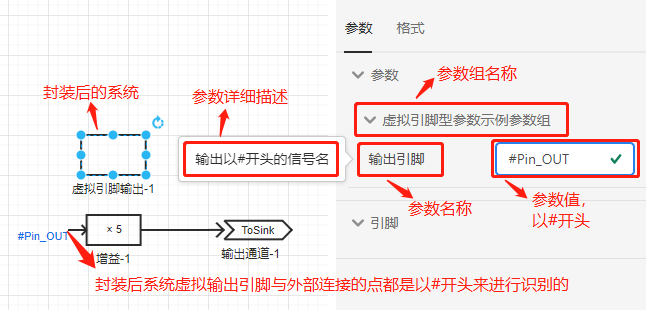 参数
格式
参数
参数组名称
封装后的系统
参数详细描述
虚拟引脚型参数示例参数组
输出以#开头的信号名
输出引脚
#Pin_OUT
虚拟引脚输出-1
参数名称
参数值，
以#开头
引脚
#Pin_OUT
× 5
ToSink
增益-1
输出通道-1
封装后系统虚拟输出引脚与外部连接的点都是以#开头来进行识别的